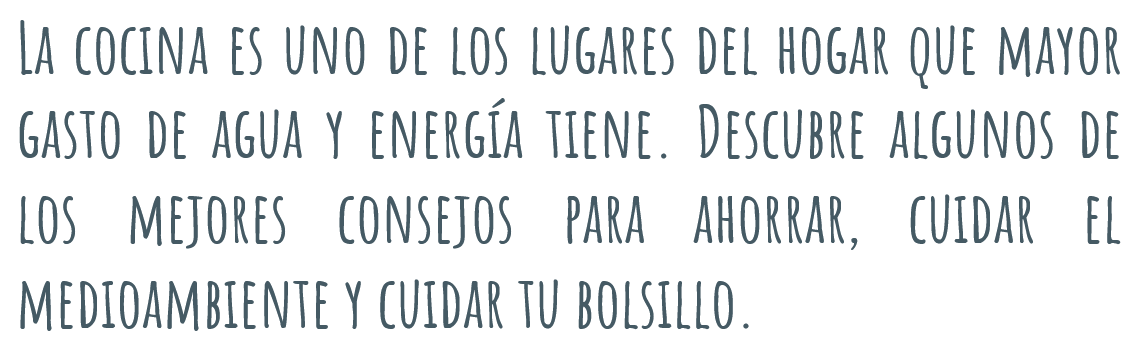 La cocina es uno de los lugares del hogar que mayor
gasto de agua y energía tiene. Descubre algunos de
los mejores consejos para ahorrar, cuidar el
medioambiente y cuidar tu bolsillo.